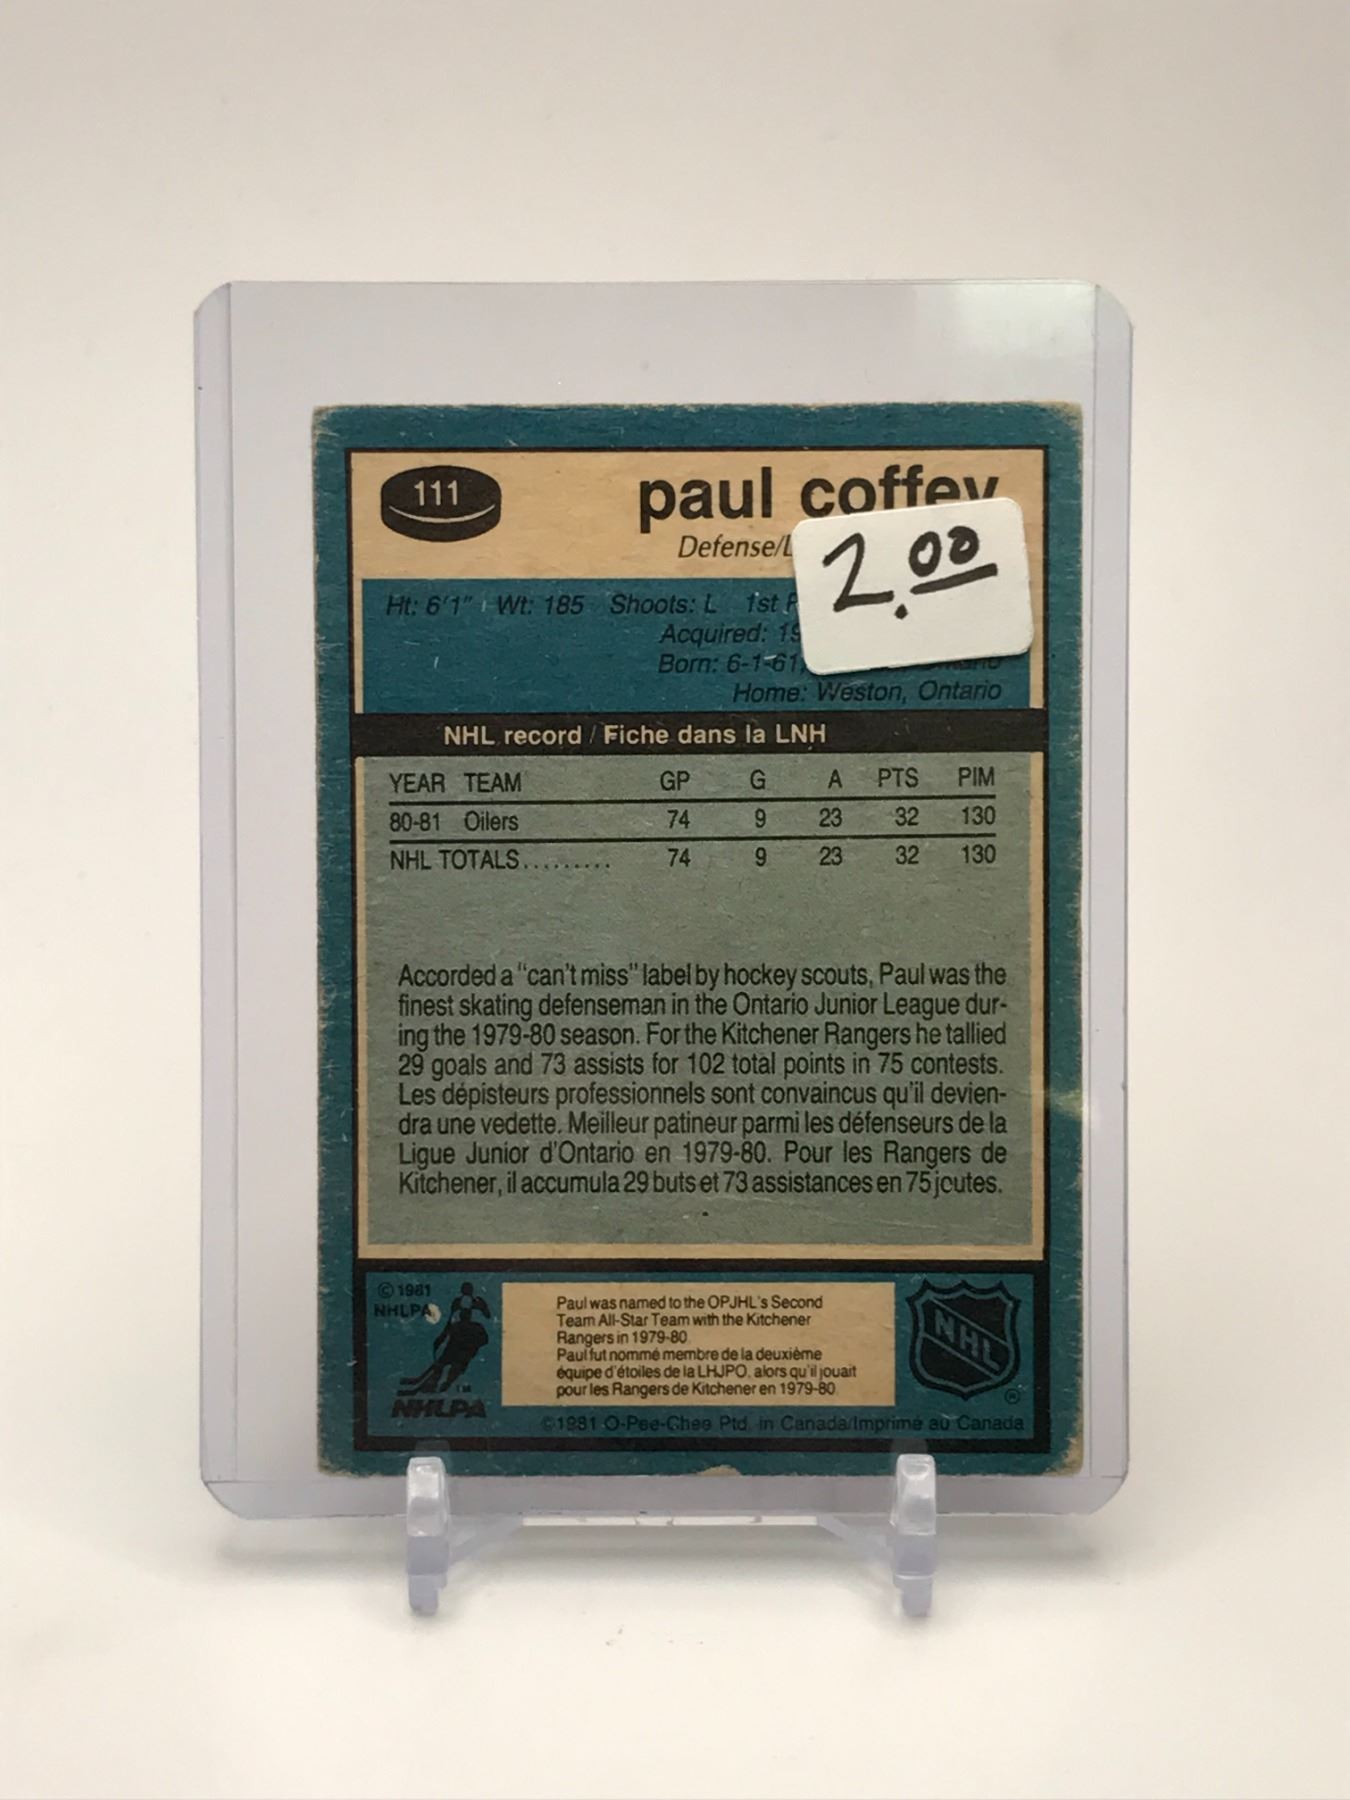 111
paul coffey
Defense/
2.00
Ht: 6'1" Wt: 185 Shoots: L 1st
Acquired: 19
Born: 6-1-61,
Home: Weston, Ontario
NHL record / Fiche dans la LNH
YEAR TEAM GP G A PTS PIM
80-81 Oilers 74 9 23 32 130
NHL TOTALS......... 74 9 23 32 130
Accorded a "can't miss" label by hockey scouts, Paul was the
finest skating defenseman in the Ontario Junior League dur-
ing the 1979-80 season. For the Kitchener Rangers he tallied
29 goals and 73 assists for 102 total points in 75 contests.
Les dépisteurs professionnels sont convaincus qu'il devien-
dra une vedette. Meilleur patineur parmi les défenseurs de la
Ligue Junior d'Ontario en 1979-80. Pour les Rangers de
Kitchener, il accumula 29 buts et 73 assistances en 75 joutes.
© 1981
NHLPA
TM
NHLPA
Paul was named to the OPJHL's Second
Team All-Star Team with the Kitchener
Rangers in 1979-80.
Paul fut nommé membre de la deuxième
équipe d'étoiles de la LHJPO, alors qu'il jouait
pour les Rangers de Kitchener en 1979-80.
NHL
®
©1981 O-Pee-Chee Ptd. in Canada/Imprimé au Canada